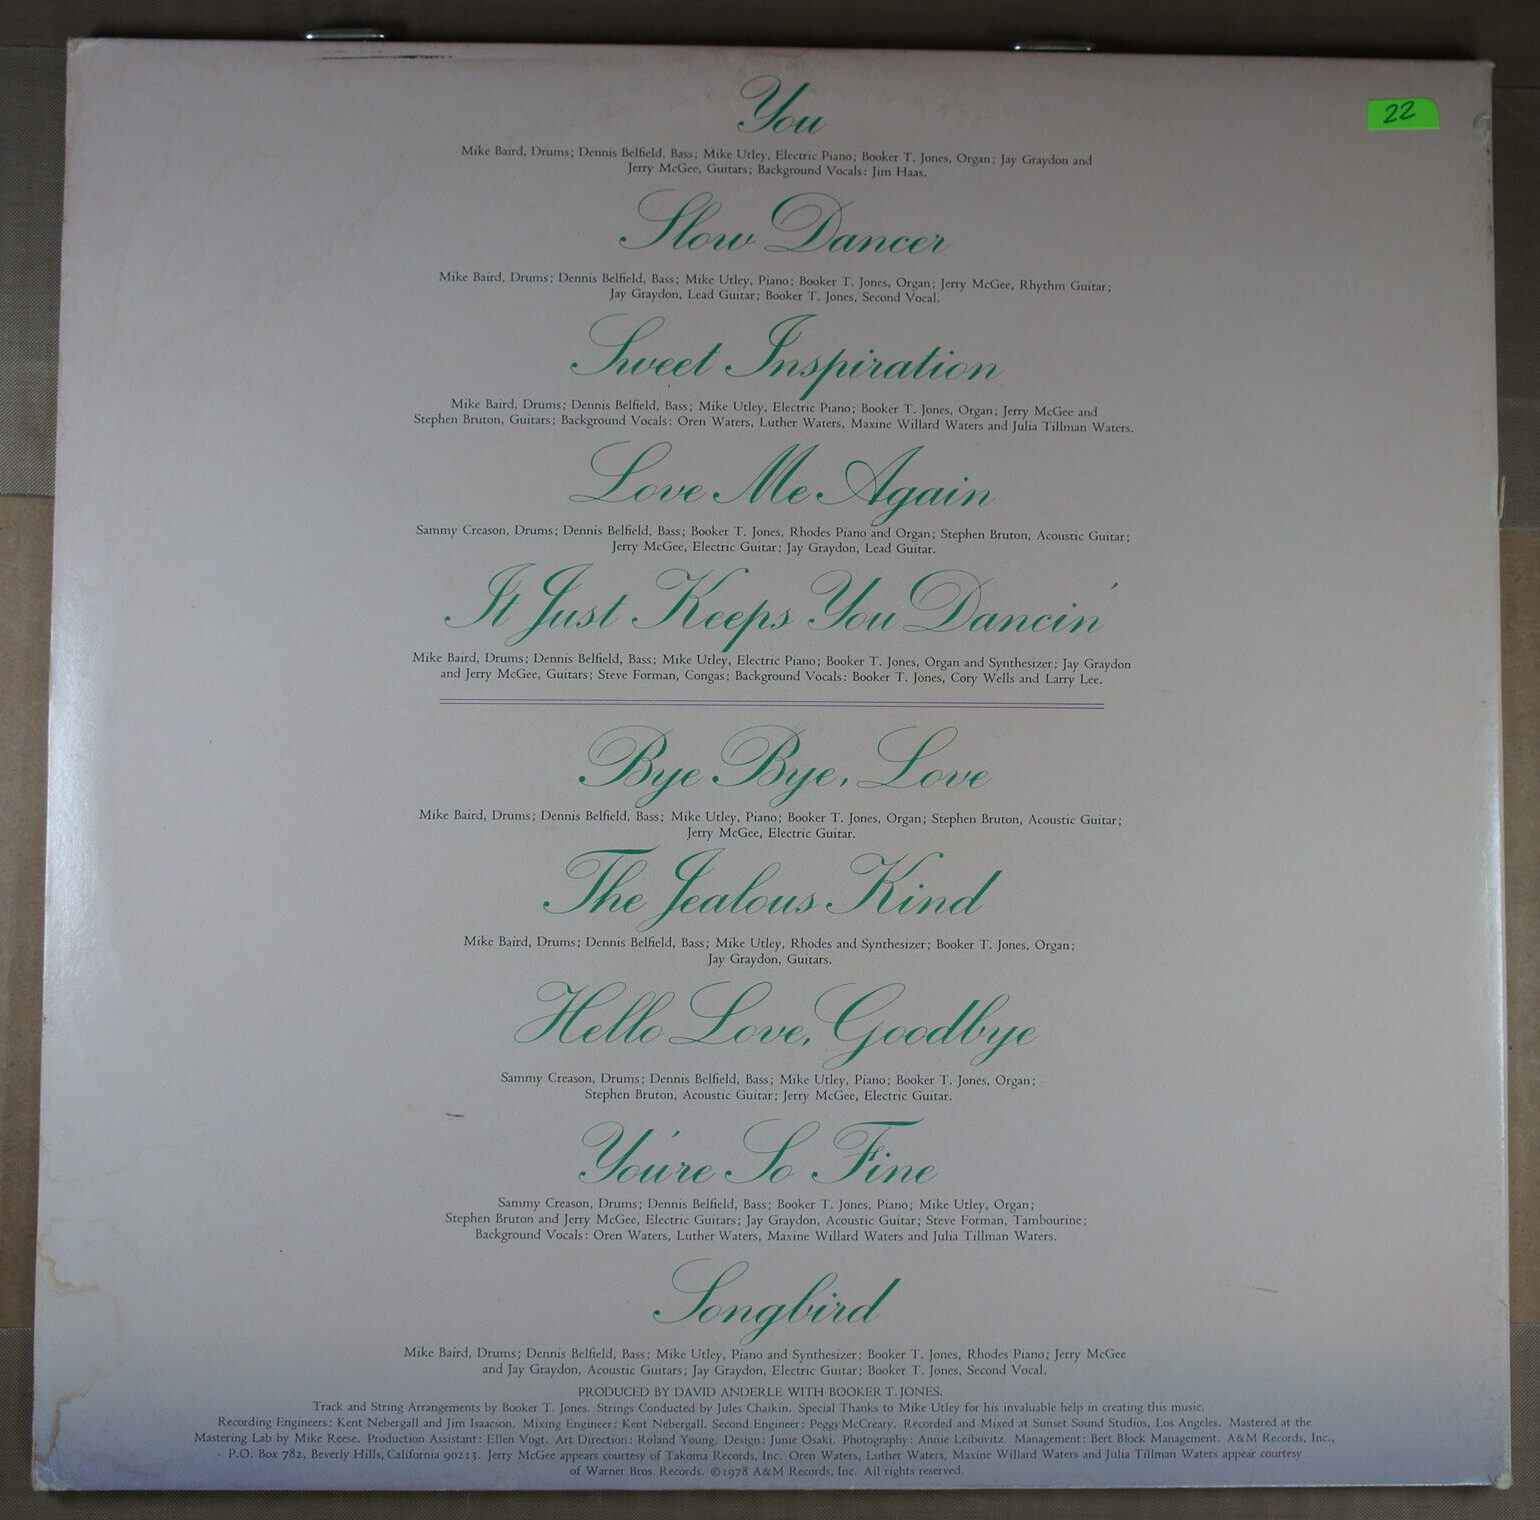 22
You
Mike Baird, Drums; Dennis Belfield, Bass; Mike Utley, Electric Piano; Booker T. Jones, Organ; Jay Graydon and
Jerry McGee, Guitars; Background Vocals: Jim Haas.
Slow Dancer
Mike Baird, Drums; Dennis Belfield, Bass; Mike Utley, Piano; Booker T. Jones, Organ; Jerry McGee, Rhythm Guitar;
Jay Graydon, Lead Guitar; Booker T. Jones, Second Vocal.
Sweet Inspiration
Mike Baird, Drums; Dennis Belfield, Bass; Mike Utley, Electric Piano; Booker T. Jones, Organ; Jerry McGee and
Stephen Bruton, Guitars; Background Vocals: Oren Waters, Luther Waters, Maxine Willard Waters and Julia Tillman Waters.
Love Me Again
Sammy Creason, Drums; Dennis Belfield, Bass; Booker T. Jones, Rhodes Piano and Organ; Stephen Bruton, Acoustic Guitar;
Jerry McGee, Electric Guitar; Jay Graydon, Lead Guitar.
It Just Keeps You Dancin'
Mike Baird, Drums; Dennis Belfield, Bass; Mike Utley, Electric Piano; Booker T. Jones, Organ and Synthesizer; Jay Graydon
and Jerry McGee, Guitars; Steve Forman, Congas; Background Vocals: Booker T. Jones, Cory Wells and Larry Lee.
Bye Bye, Love
Mike Baird, Drums; Dennis Belfield, Bass; Mike Utley, Piano; Booker T. Jones, Organ; Stephen Bruton, Acoustic Guitar;
Jerry McGee, Electric Guitar.
The Jealous Kind
Mike Baird, Drums; Dennis Belfield, Bass; Mike Utley, Rhodes and Synthesizer; Booker T. Jones, Organ;
Jay Graydon, Guitars.
Hello Love, Goodbye
Sammy Creason, Drums; Dennis Belfield, Bass; Mike Utley, Piano; Booker T. Jones, Organ;
Stephen Bruton, Acoustic Guitar; Jerry McGee, Electric Guitar.
You're So Fine
Sammy Creason, Drums; Dennis Belfield, Bass; Booker T. Jones, Piano; Mike Utley, Organ;
Stephen Bruton and Jerry McGee, Electric Guitars; Jay Graydon, Acoustic Guitar; Steve Forman, Tambourine;
Background Vocals: Oren Waters, Luther Waters, Maxine Willard Waters and Julia Tillman Waters.
Songbird
Mike Baird, Drums; Dennis Belfield, Bass; Mike Utley, Piano and Synthesizer; Booker T. Jones, Rhodes Piano; Jerry McGee
and Jay Graydon, Acoustic Guitars; Jay Graydon, Electric Guitar; Booker T. Jones, Second Vocal.
PRODUCED BY DAVID ANDERLE WITH BOOKER T. JONES.
Track and String Arrangements by Booker T. Jones. Strings Conducted by Jules Chaikin. Special Thanks to Mike Utley for his invaluable help in creating this music.
Recording Engineers: Kent Nebergall and Jim Isaacson. Mixing Engineer: Kent Nebergall. Second Engineer: Peggy McCreary. Recorded and Mixed at Sunset Sound Studios, Los Angeles. Mastered at the
Mastering Lab by Mike Reese. Production Assistant: Ellen Vogt. Art Direction: Roland Young. Design: Junie Osaki. Photography: Annie Leibovitz. Management: Bert Block Management. A&M Records, Inc.,
P.O. Box 782, Beverly Hills, California 90213. Jerry McGee appears courtesy of Takoma Records, Inc. Oren Waters, Luther Waters, Maxine Willard Waters and Julia Tillman Waters appear courtesy
of Warner Bros. Records. ©1978 A&M Records, Inc. All rights reserved.